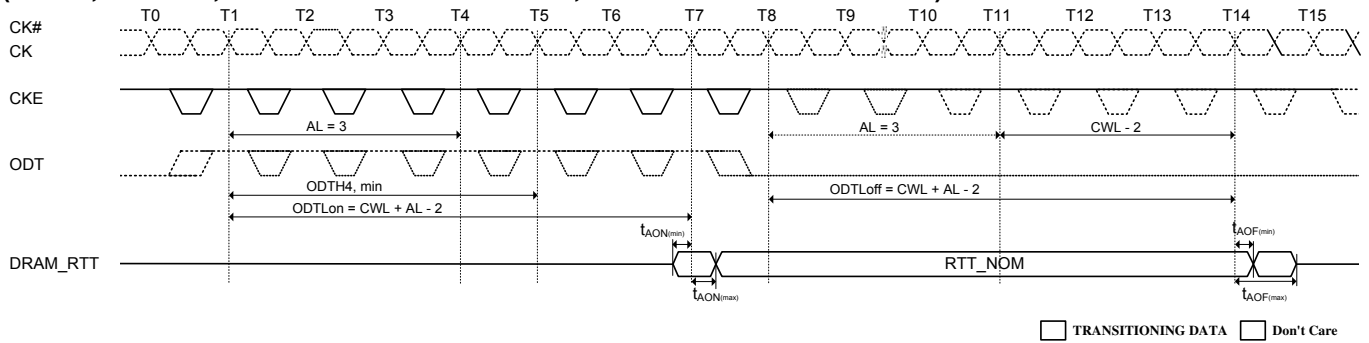 T0 T1 T2 T3 T4 T5 T6 T7 T8 T9 T10 T11 T12 T13 T14 T15
CK#
CK
CKE
AL = 3 AL = 3 CWL - 2
ODT
ODTH4, min ODTLoff = CWL + AL - 2
ODTLon = CWL + AL - 2
tAON(min) tAOF(min)
DRAM_RTT RTT_NOM
tAON(max) tAOF(max)
TRANSITIONING DATA Don't Care